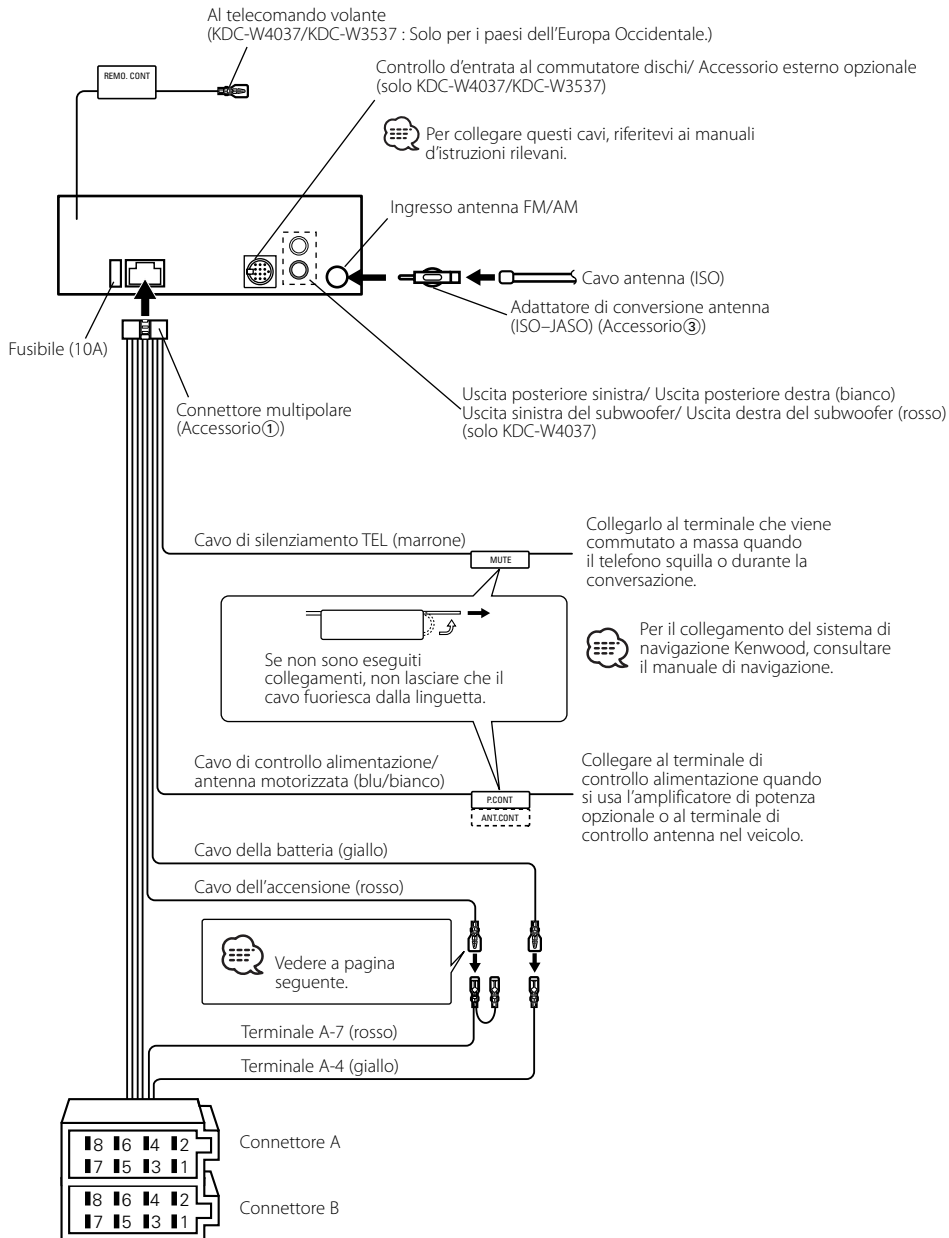 Al telecomando volante
(KDC-W4037/KDC-W3537 : Solo per i paesi dell'Europa Occidentale.)
REMO. CONT
Controllo d'entrata al commutatore dischi/ Accessorio esterno opzionale
(solo KDC-W4037/KDC-W3537)
Per collegare questi cavi, riferitevi ai manuali
d'istruzioni rilevani.
Ingresso antenna FM/AM
Cavo antenna (ISO)
Adattatore di conversione antenna
(ISO–JASO) (Accessorio③)
Fusibile (10A)
Connettore multipolare
(Accessorio①)
Uscita posteriore sinistra/ Uscita posteriore destra (bianco)
Uscita sinistra del subwoofer/ Uscita destra del subwoofer (rosso)
(solo KDC-W4037)
Cavo di silenziamento TEL (marrone)
MUTE
Collegarlo al terminale che viene
commutato a massa quando
il telefono squilla o durante la
conversazione.
Se non sono eseguiti
collegamenti, non lasciare che il
cavo fuoriesca dalla linguetta.
Per il collegamento del sistema di
navigazione Kenwood, consultare
il manuale di navigazione.
Cavo di controllo alimentazione/
antenna motorizzata (blu/bianco)
P.CONT
ANT.CONT
Collegare al terminale di
controllo alimentazione quando
si usa l'amplificatore di potenza
opzionale o al terminale di
controllo antenna nel veicolo.
Cavo della batteria (giallo)
Cavo dell'accensione (rosso)
Vedere a pagina
seguente.
Terminale A-7 (rosso)
Terminale A-4 (giallo)
8 6 4 2
7 5 3 1
Connettore A
8 6 4 2
7 5 3 1
Connettore B